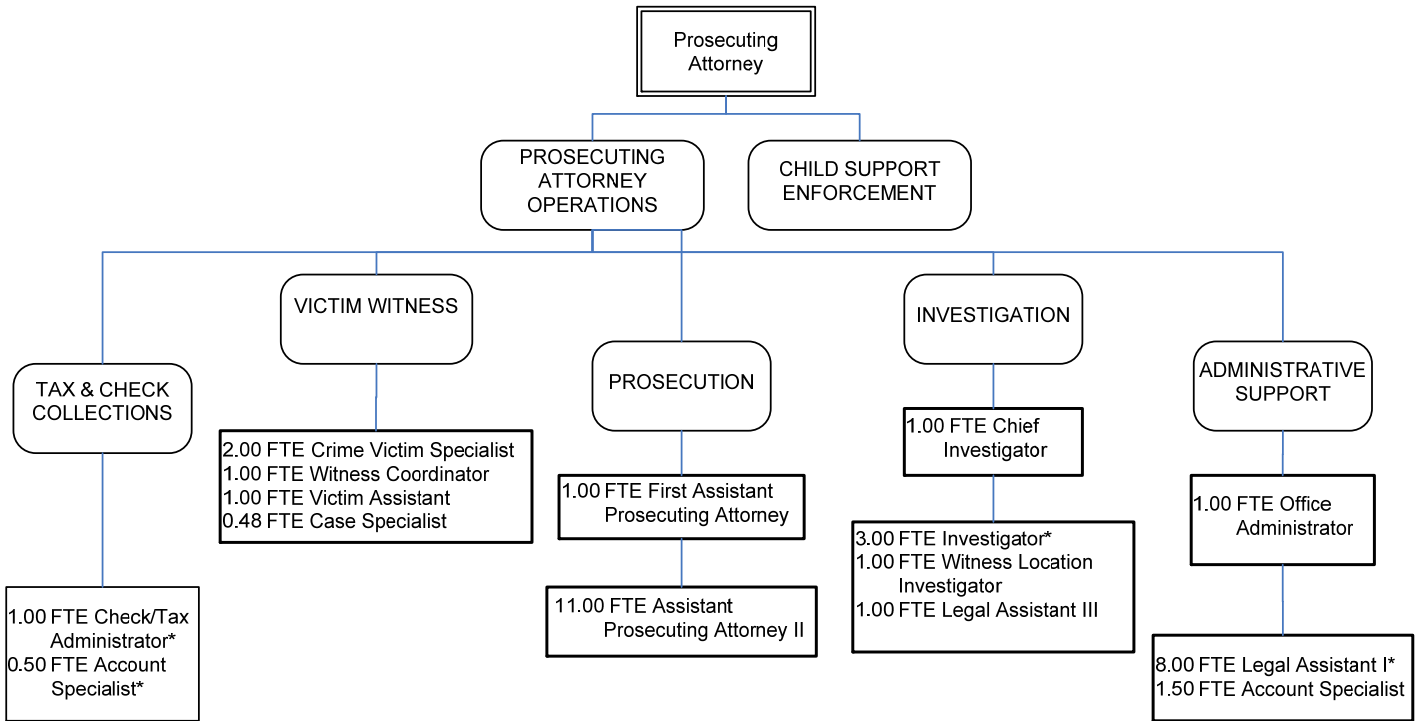 Prosecuting
Attorney
PROSECUTING
ATTORNEY
OPERATIONS
CHILD SUPPORT
ENFORCEMENT
TAX & CHECK
COLLECTIONS
1.00 FTE Check/Tax
Administrator*
0.50 FTE Account
Specialist*
VICTIM WITNESS
2.00 FTE Crime Victim Specialist
1.00 FTE Witness Coordinator
1.00 FTE Victim Assistant
0.48 FTE Case Specialist
PROSECUTION
1.00 FTE First Assistant
Prosecuting Attorney
11.00 FTE Assistant
Prosecuting Attorney II
INVESTIGATION
1.00 FTE Chief
Investigator
3.00 FTE Investigator*
1.00 FTE Witness Location
Investigator
1.00 FTE Legal Assistant III
ADMINISTRATIVE
SUPPORT
1.00 FTE Office
Administrator
8.00 FTE Legal Assistant I*
1.50 FTE Account Specialist